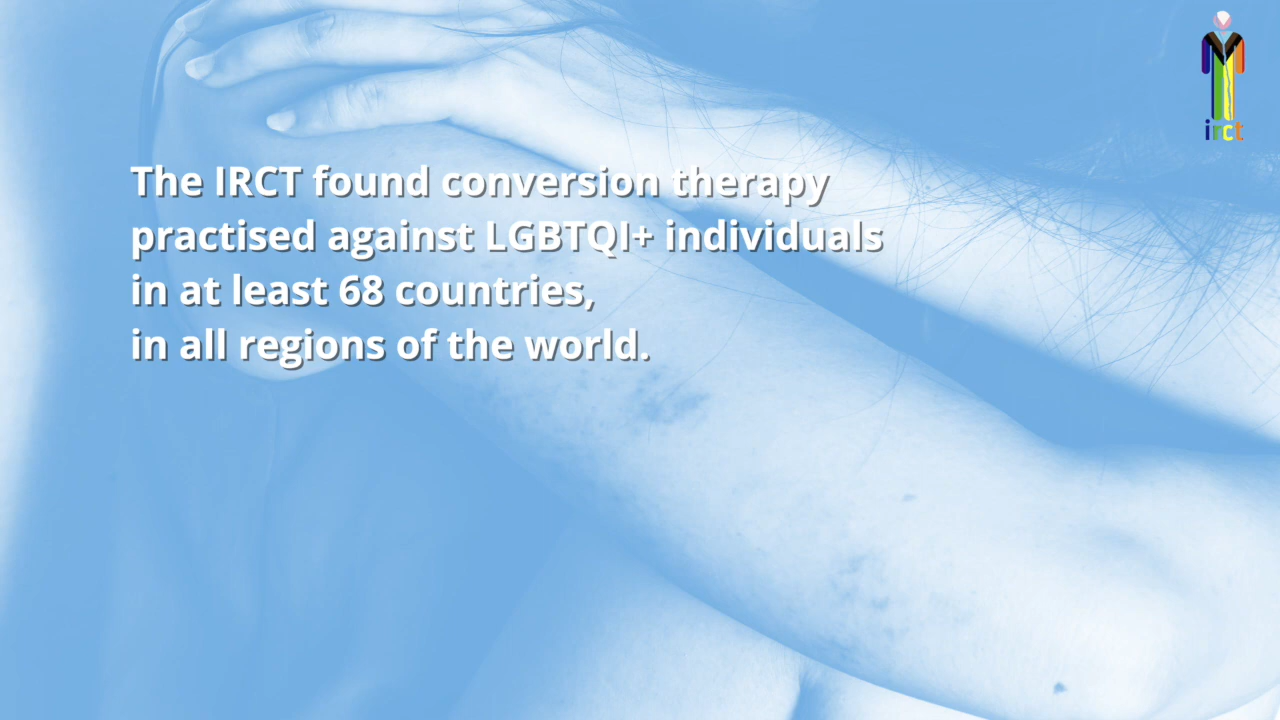 irct
The IRCT found conversion therapy
practised against LGBTQI+ individuals
in at least 68 countries,
in all regions of the world.